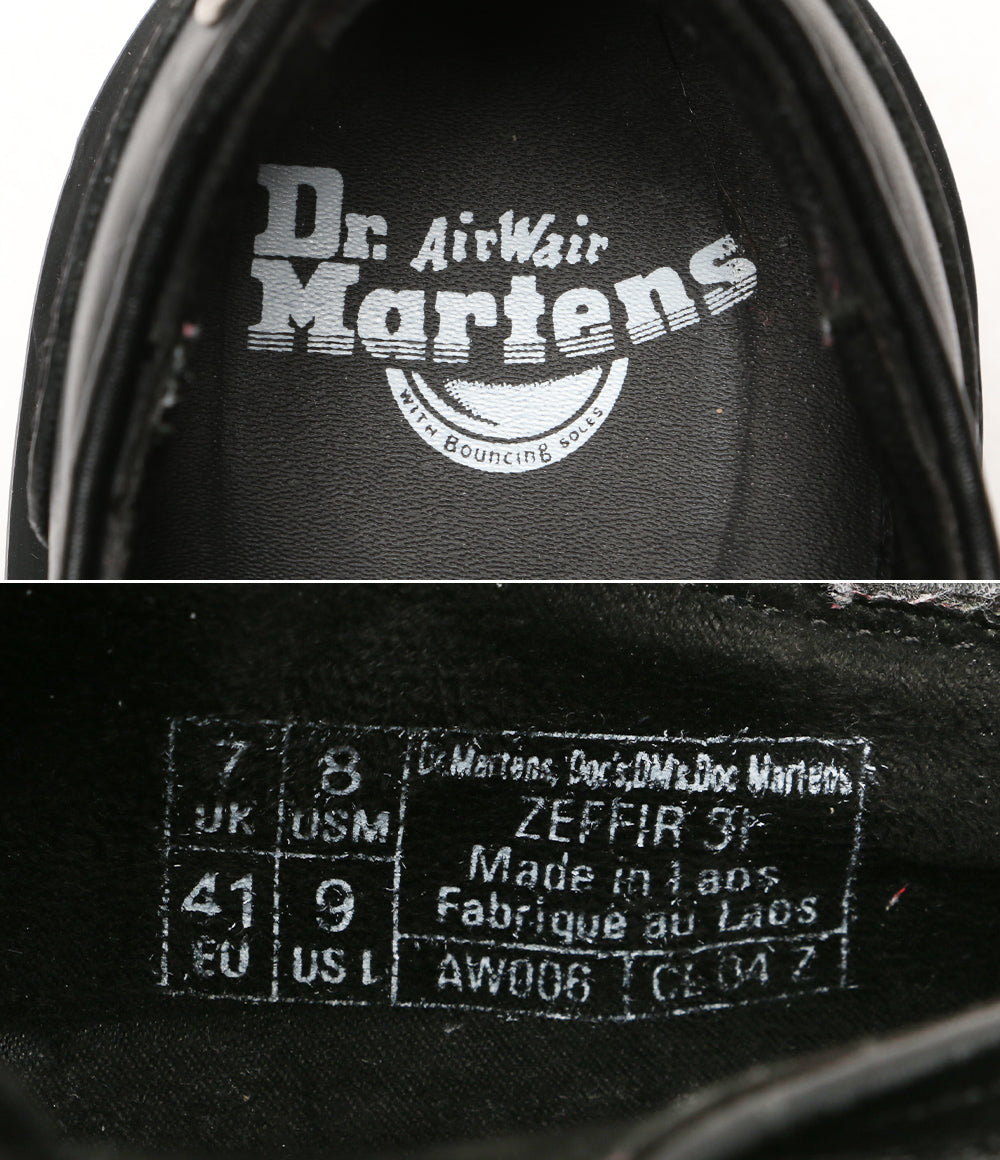 Dr. AirWair
Martens
WITH Bouncing SOLES
7 UK
8 USM
41 EU
9 US L
Dr.Martens, Doc's,DM's,Doc Martens
ZEFFIR
Made in Laos
Fabriqué au Laos
AW006
04 Z